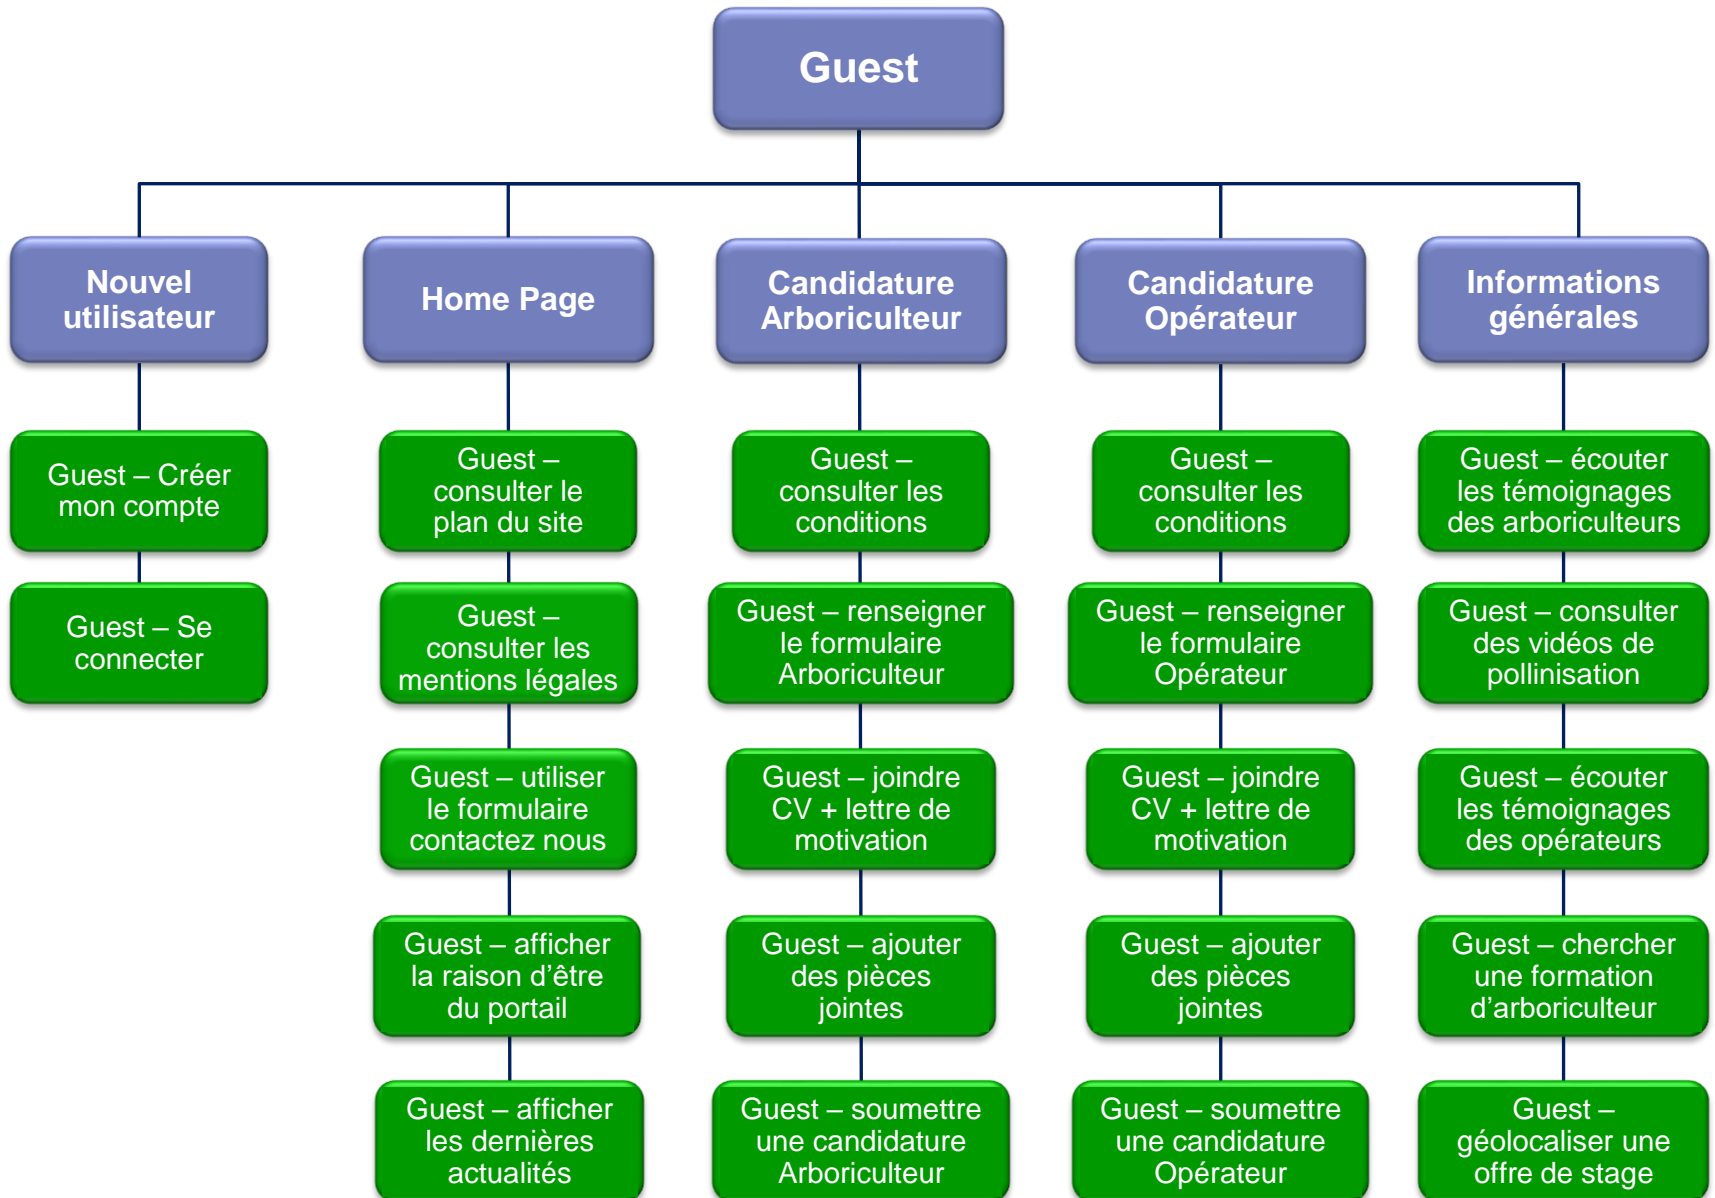 Guest
Nouvel
utilisateur
Home Page
Candidature
Arboriculteur
Candidature
Opérateur
Informations
générales
Guest – Créer
mon compte
Guest –
consulter le
plan du site
Guest –
consulter les
conditions
Guest –
consulter les
conditions
Guest – écouter
les témoignages
des arboriculteurs
Guest – Se
connecter
Guest –
consulter les
mentions légales
Guest – renseigner
le formulaire
Arboriculteur
Guest – renseigner
le formulaire
Opérateur
Guest – consulter
des vidéos de
pollinisation
Guest – utiliser
le formulaire
contactez nous
Guest – joindre
CV + lettre de
motivation
Guest – joindre
CV + lettre de
motivation
Guest – écouter
les témoignages
des opérateurs
Guest – afficher
la raison d’être
du portail
Guest – ajouter
des pièces
jointes
Guest – ajouter
des pièces
jointes
Guest – chercher
une formation
d’arboriculteur
Guest – afficher
les dernières
actualités
Guest – soumettre
une candidature
Arboriculteur
Guest – soumettre
une candidature
Opérateur
Guest –
géolocaliser une
offre de stage